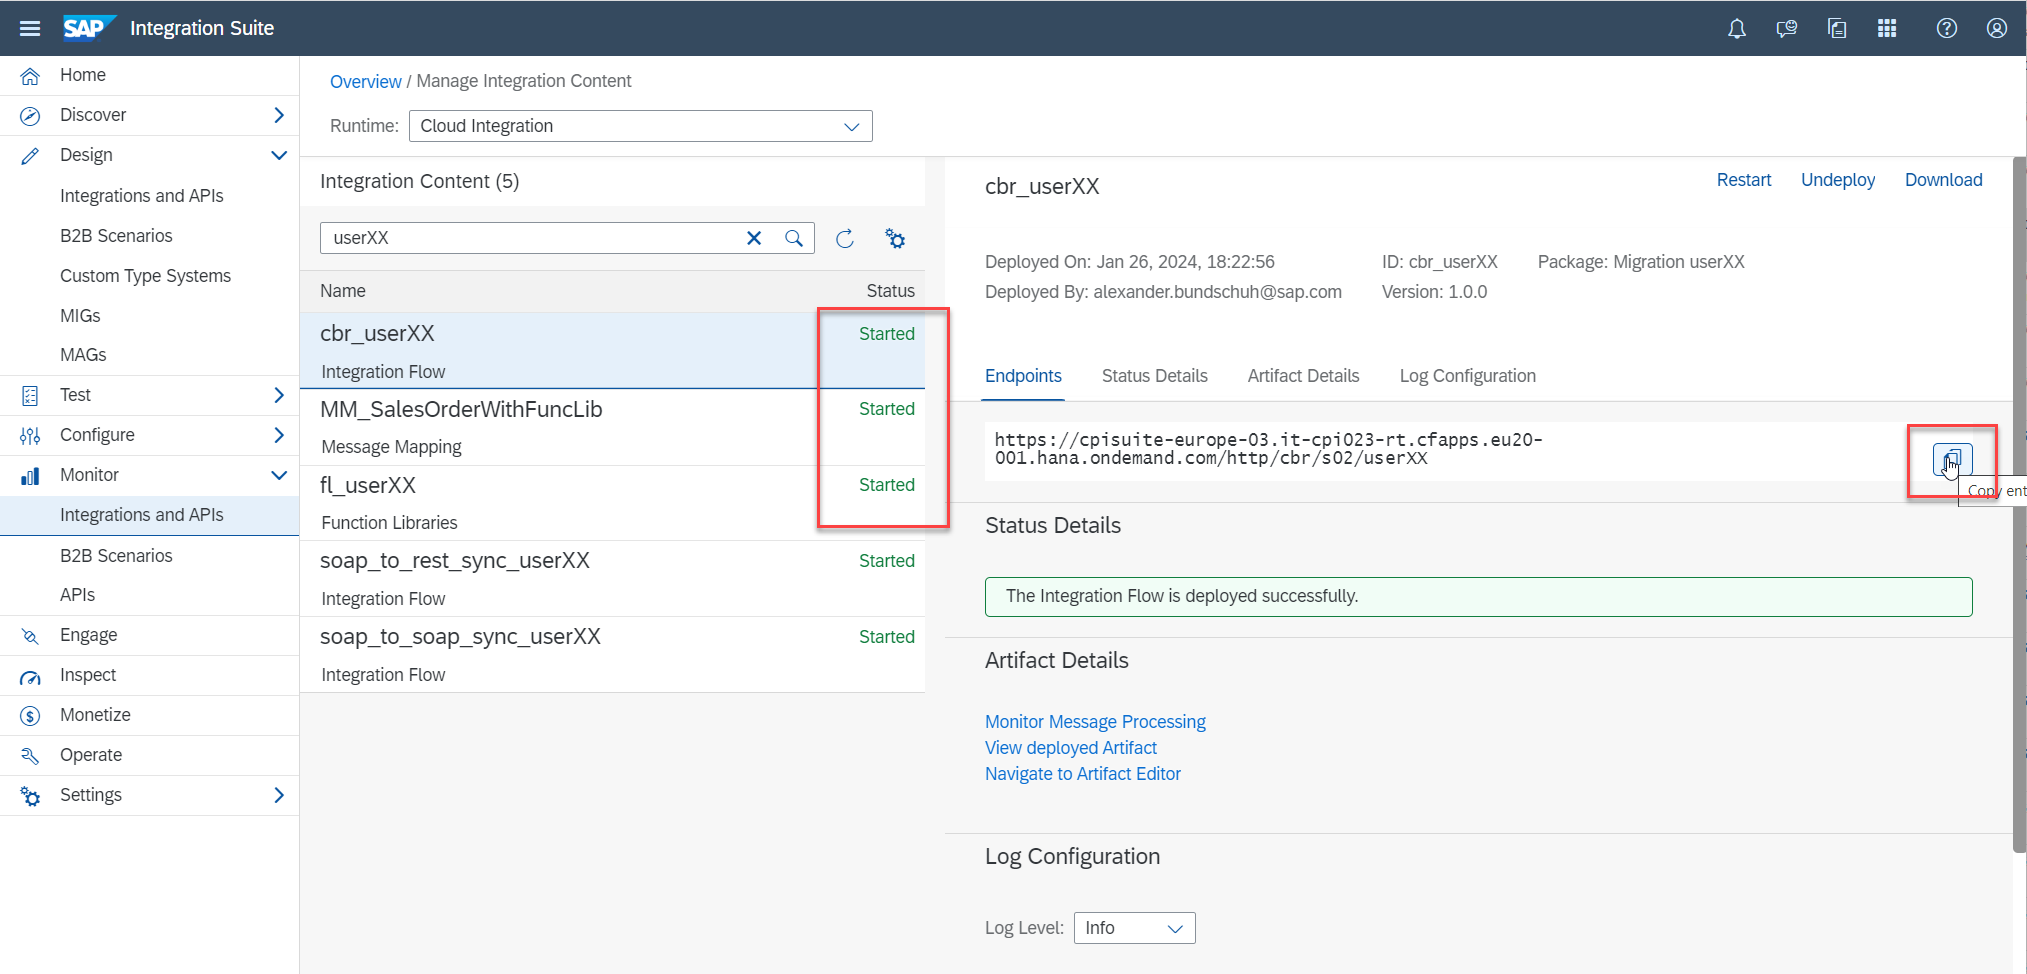 SAP Integration Suite
Home
Discover
Design
Integrations and APIs
B2B Scenarios
Custom Type Systems
MIGs
MAGs
Test
Configure
Monitor
Integrations and APIs
B2B Scenarios
APIs
Engage
Inspect
Monetize
Operate
Settings
Overview / Manage Integration Content
Runtime: Cloud Integration
Integration Content (5)
userXX
Name Status
cbr_userXX Started
Integration Flow
MM_SalesOrderWithFuncLib Started
Message Mapping
fl_userXX Started
Function Libraries
soap_to_rest_sync_userXX Started
Integration Flow
soap_to_soap_sync_userXX Started
Integration Flow
cbr_userXX
Restart Undeploy Download
Deployed On: Jan 26, 2024, 18:22:56 ID: cbr_userXX Package: Migration userXX
Deployed By: alexander.bundschuh@sap.com Version: 1.0.0
Endpoints Status Details Artifact Details Log Configuration
https://cpisuite-europe-03.it-cpi023-rt.cfapps.eu20-
001.hana.ondemand.com/http/cbr/s02/userXX
Copy ent
Status Details
The Integration Flow is deployed successfully.
Artifact Details
Monitor Message Processing
View deployed Artifact
Navigate to Artifact Editor
Log Configuration
Log Level: Info